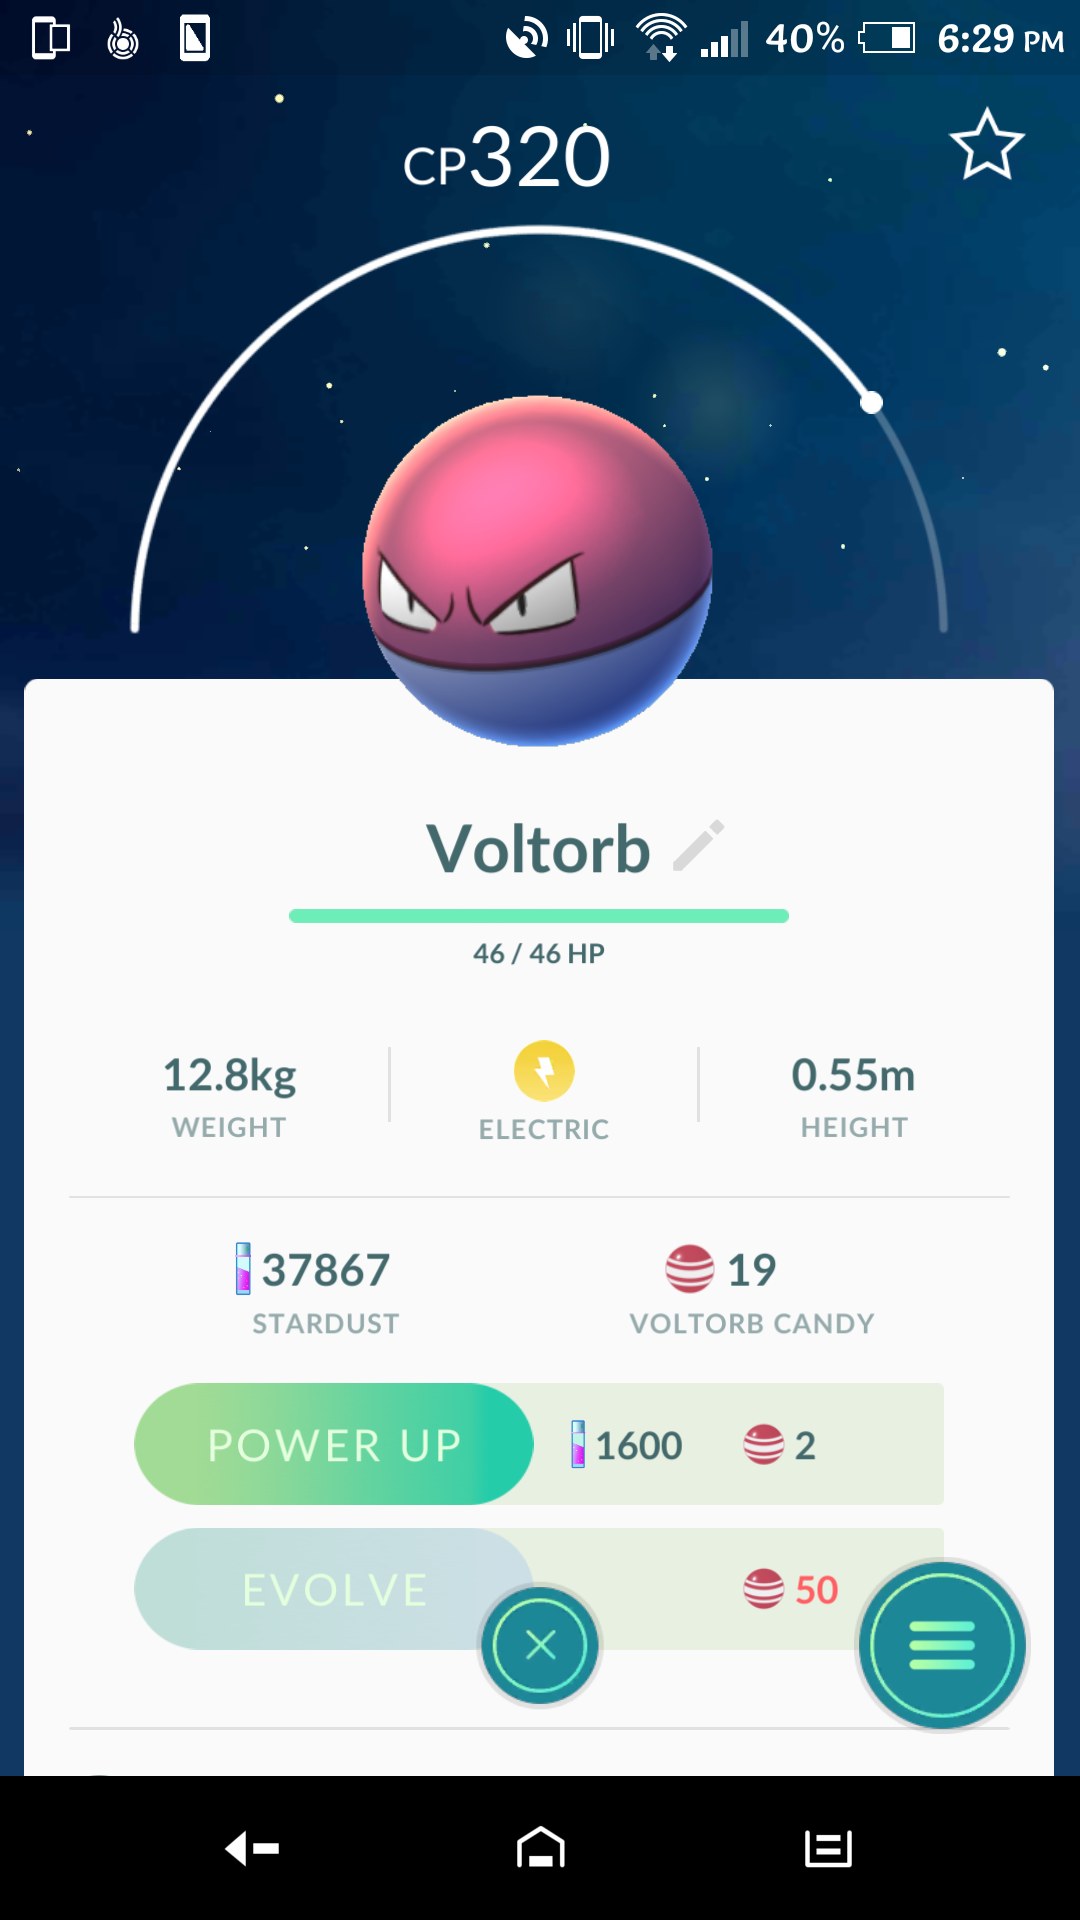 40% 6:29 PM
CP320
Voltorb
46 / 46 HP
12.8kg
WEIGHT
ELECTRIC
0.55m
HEIGHT
37867
STARDUST
19
VOLTORB CANDY
POWER UP 1600 2
EVOLVE 50